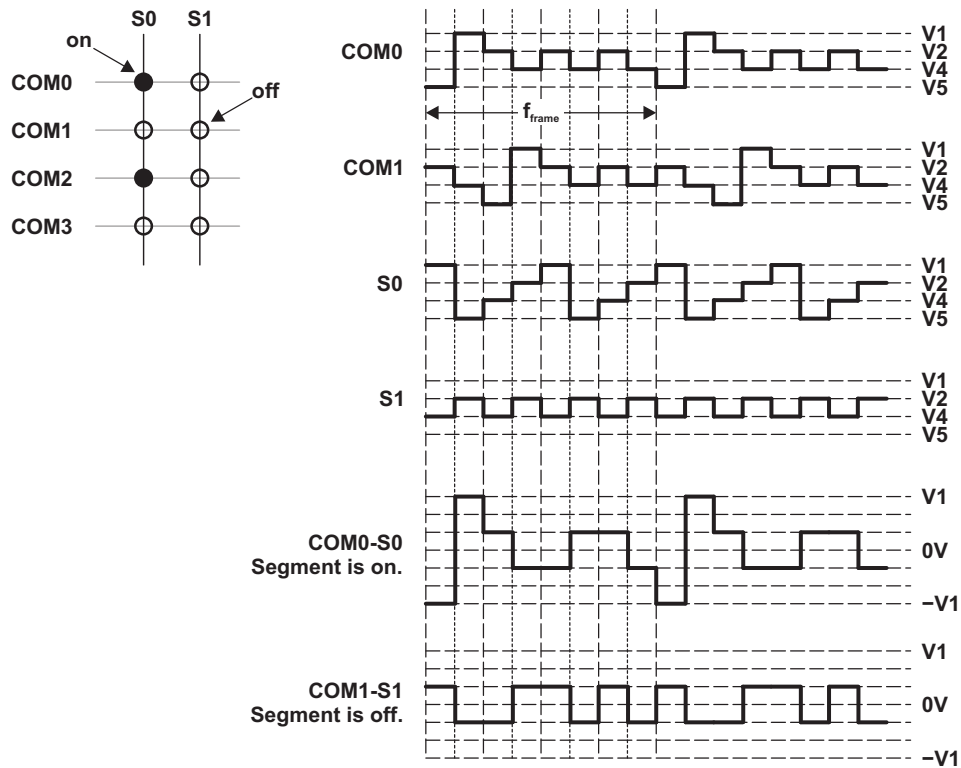 S0 S1
on
COM0
off
COM1
COM2
COM3
COM0
V1
V2
V4
V5
fframe
COM1
V1
V2
V4
V5
S0
V1
V2
V4
V5
S1
V1
V2
V4
V5
COM0-S0
Segment is on.
V1
0V
−V1
COM1-S1
Segment is off.
V1
0V
−V1